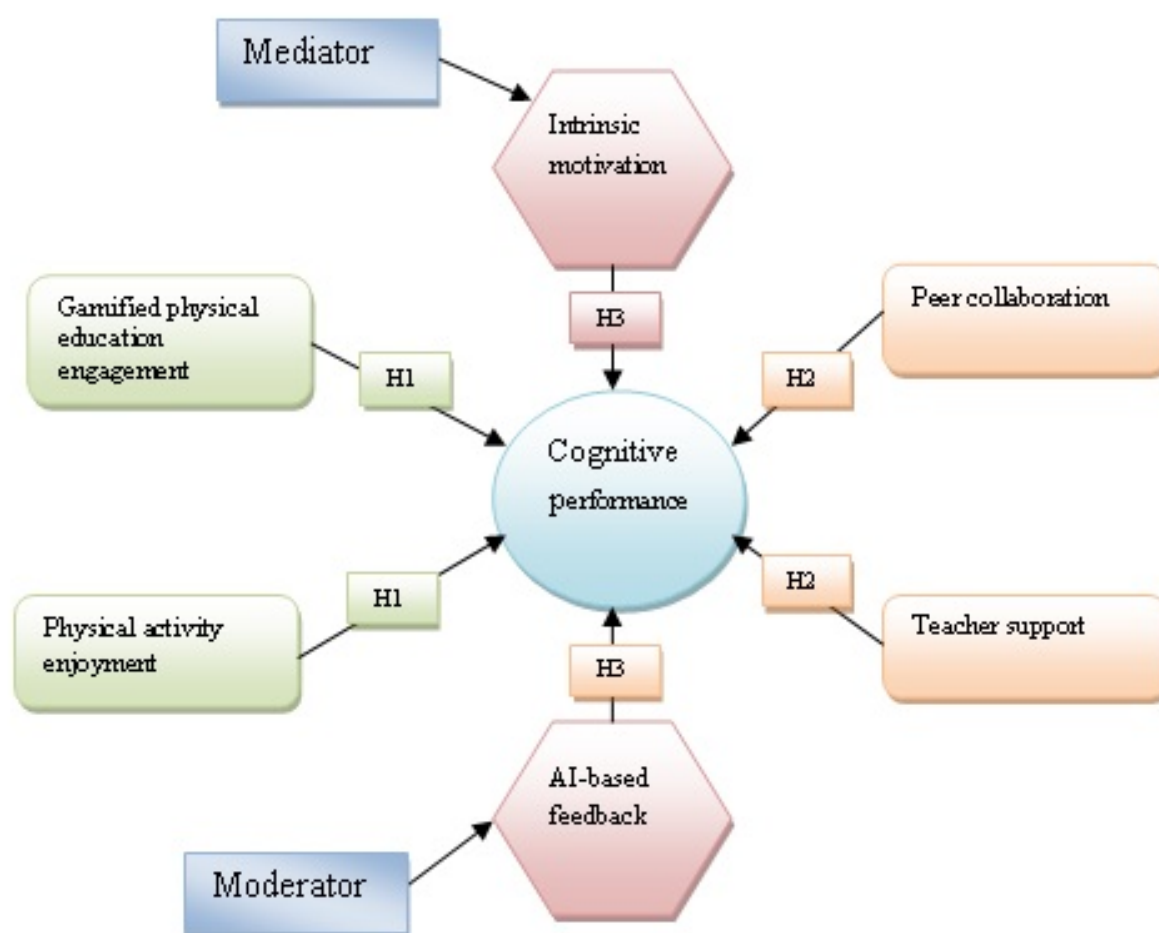 Mediator
Intrinsic
motivation
H3
Gamified physical
education
engagement
H1
Peer collaboration
H2
Cognitive
performance
Physical activity
enjoyment
H1
Teacher support
H2
H3
AI-based
feedback
Moderator